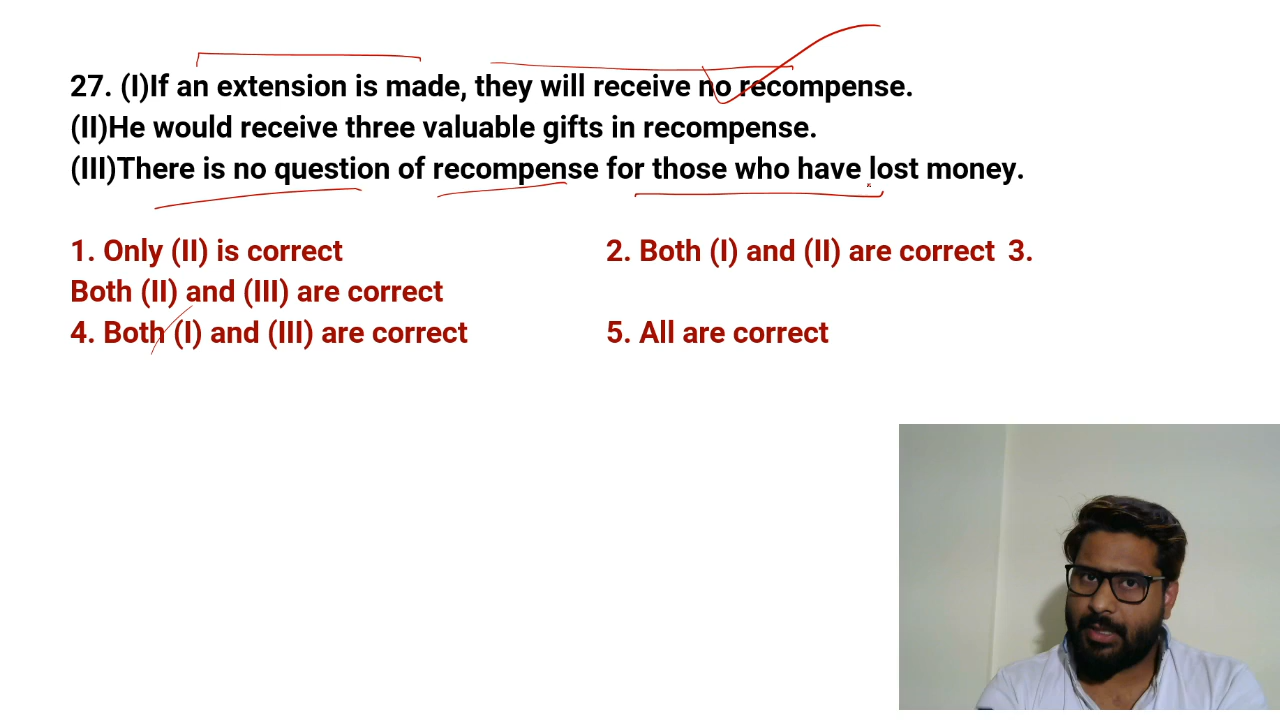 27. (I)If an extension is made, they will receive no recompense.
(II)He would receive three valuable gifts in recompense.
(III)There is no question of recompense for those who have lost money.
1. Only (II) is correct 2. Both (I) and (II) are correct 3.
Both (II) and (III) are correct
4. Both (I) and (III) are correct 5. All are correct